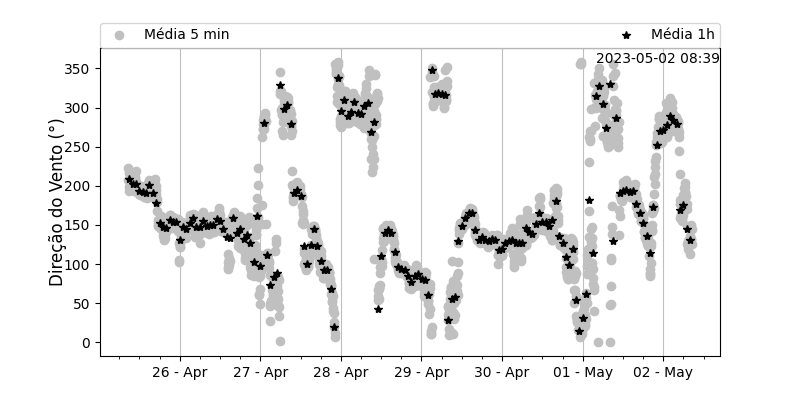 Média 5 min
Média 1h
2023-05-02 08:39
Direção do Vento (°)
350
300
250
200
150
100
50
0
26 - Apr
27 - Apr
28 - Apr
29 - Apr
30 - Apr
01 - May
02 - May